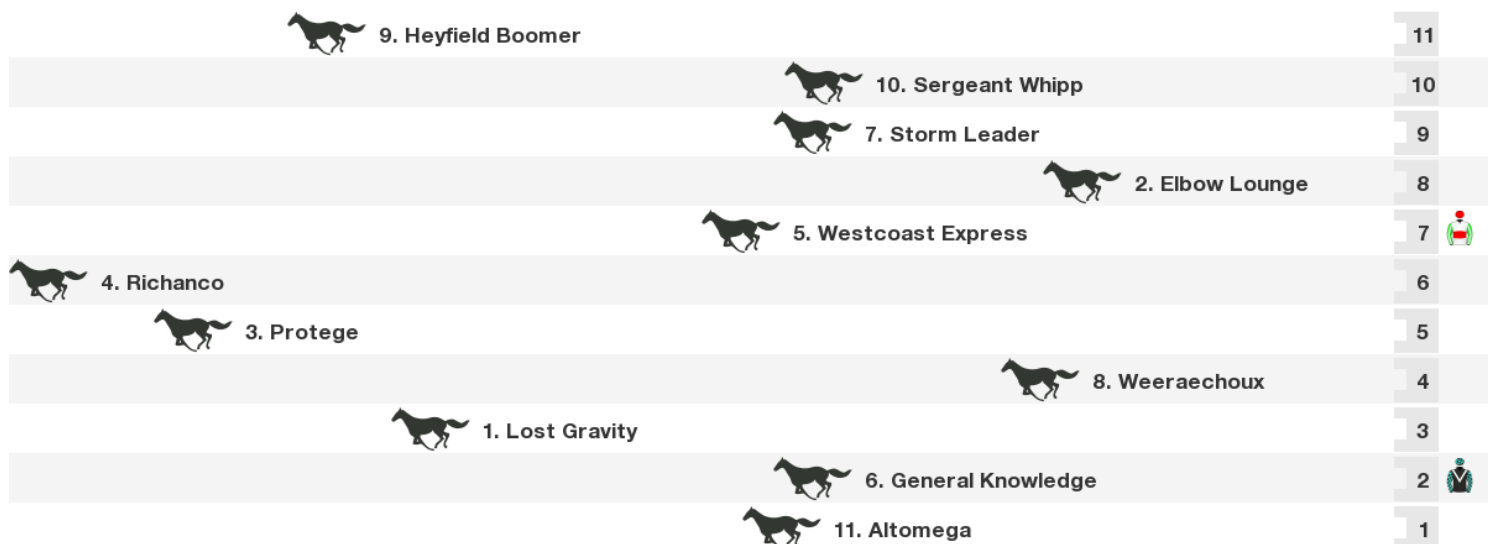 9. Heyfield Boomer 11
10. Sergeant Whipp 10
7. Storm Leader 9
2. Elbow Lounge 8
5. Westcoast Express 7
4. Richanco 6
3. Protege 5
8. Weeraechoux 4
1. Lost Gravity 3
6. General Knowledge 2
11. Altomega 1